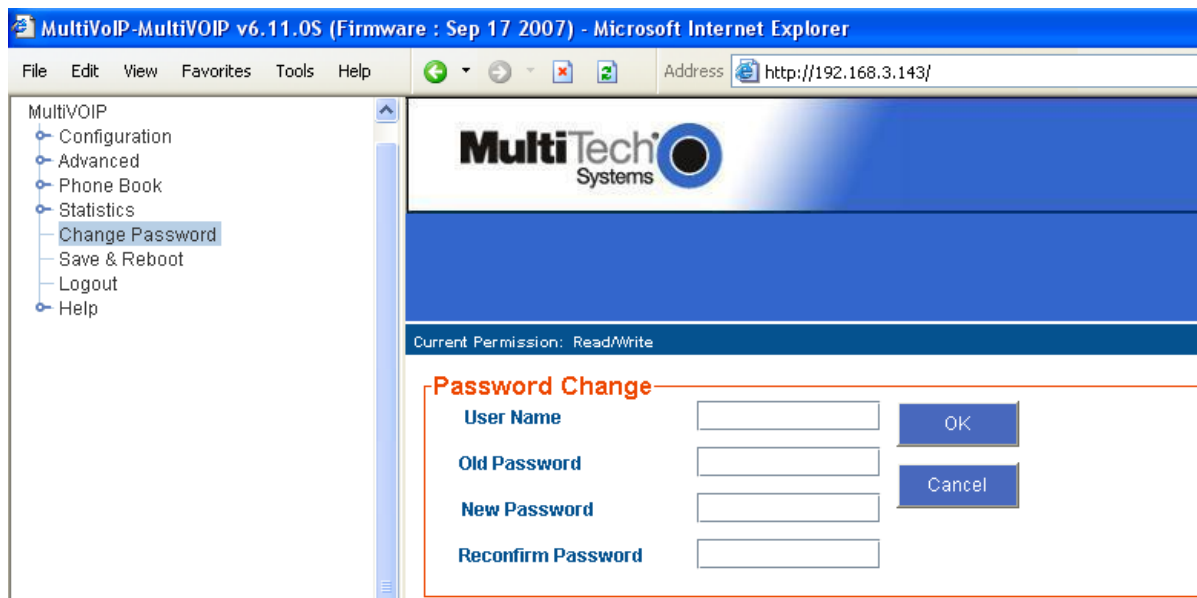 MultiVoIP-MultiVOIP v6.11.0S (Firmware : Sep 17 2007) - Microsoft Internet Explorer
File Edit View Favorites Tools Help Address http://192.168.3.143/
MultiVOIP
Configuration
Advanced
Phone Book
Statistics
Change Password
Save & Reboot
Logout
Help
MultiTech
Systems
Current Permission: Read/Write
Password Change
User Name
OK
Old Password
Cancel
New Password
Reconfirm Password